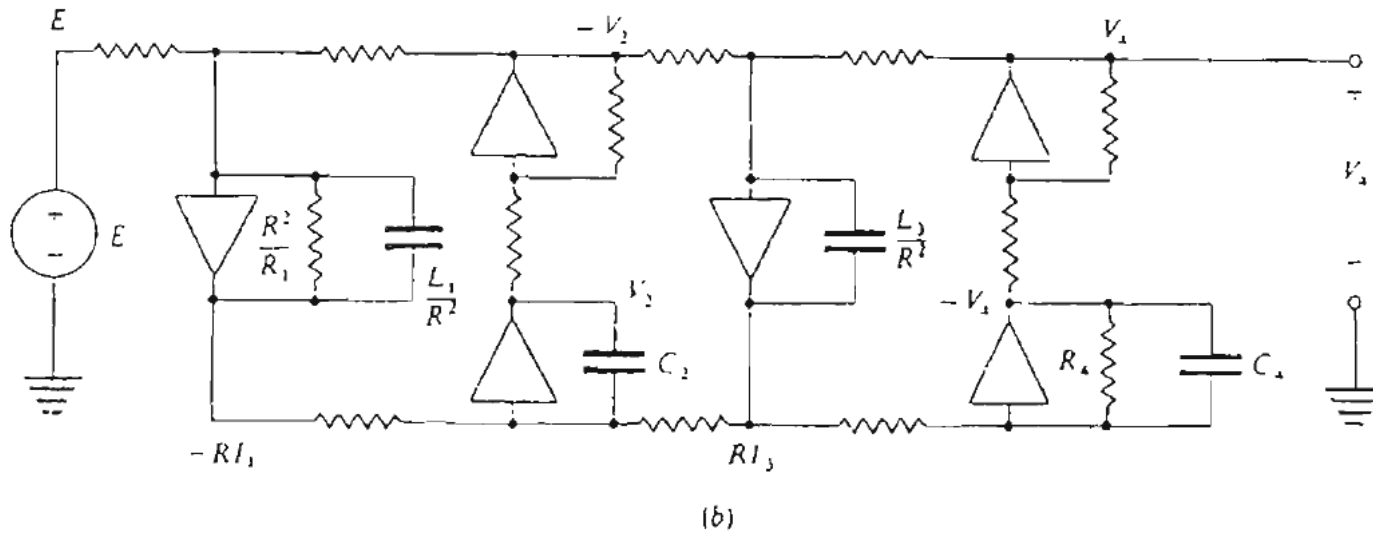 E
− V₂
V₄
+
−
E
R²
R₁
L₁
R²
V₂
C₂
L₃
R²
− V₄
R₄
C₄
+
V₄
−
− RI₁
RI₃
(b)